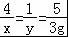 4/x = 1/y = 5/3g